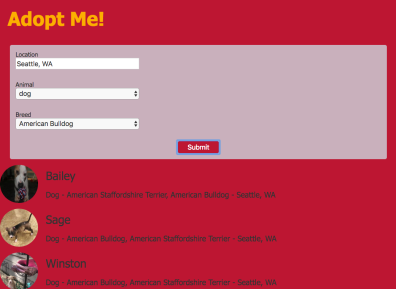 Adopt Me!
Location
Seattle, WA
Animal
dog
Breed
American Bulldog
Submit
Bailey
Dog - American Staffordshire Terrier, American Bulldog - Seattle, WA
Sage
Dog - American Bulldog, American Staffordshire Terrier - Seattle, WA
Winston
Dog - American Bulldog, American Staffordshire Terrier - Seattle, WA